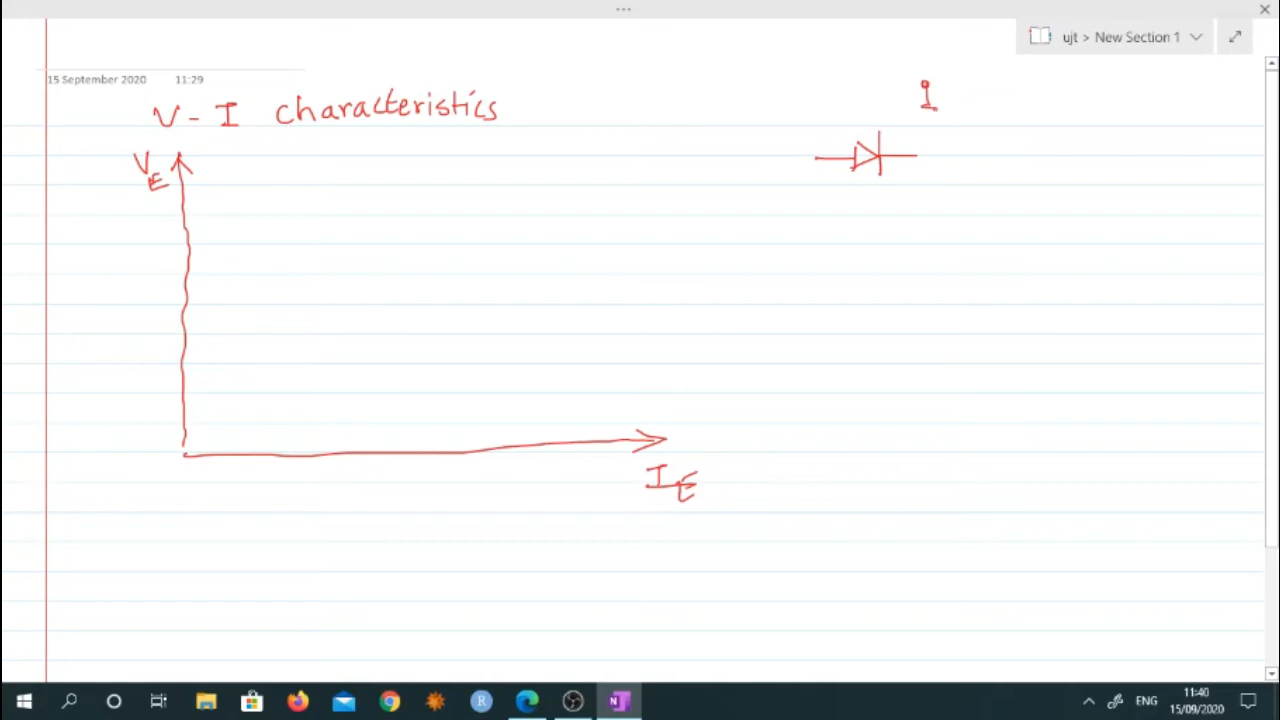 ujt > New Section 1
15 September 2020 11:29
V - I characteristics
VE
IE
ENG
11:40
15/09/2020